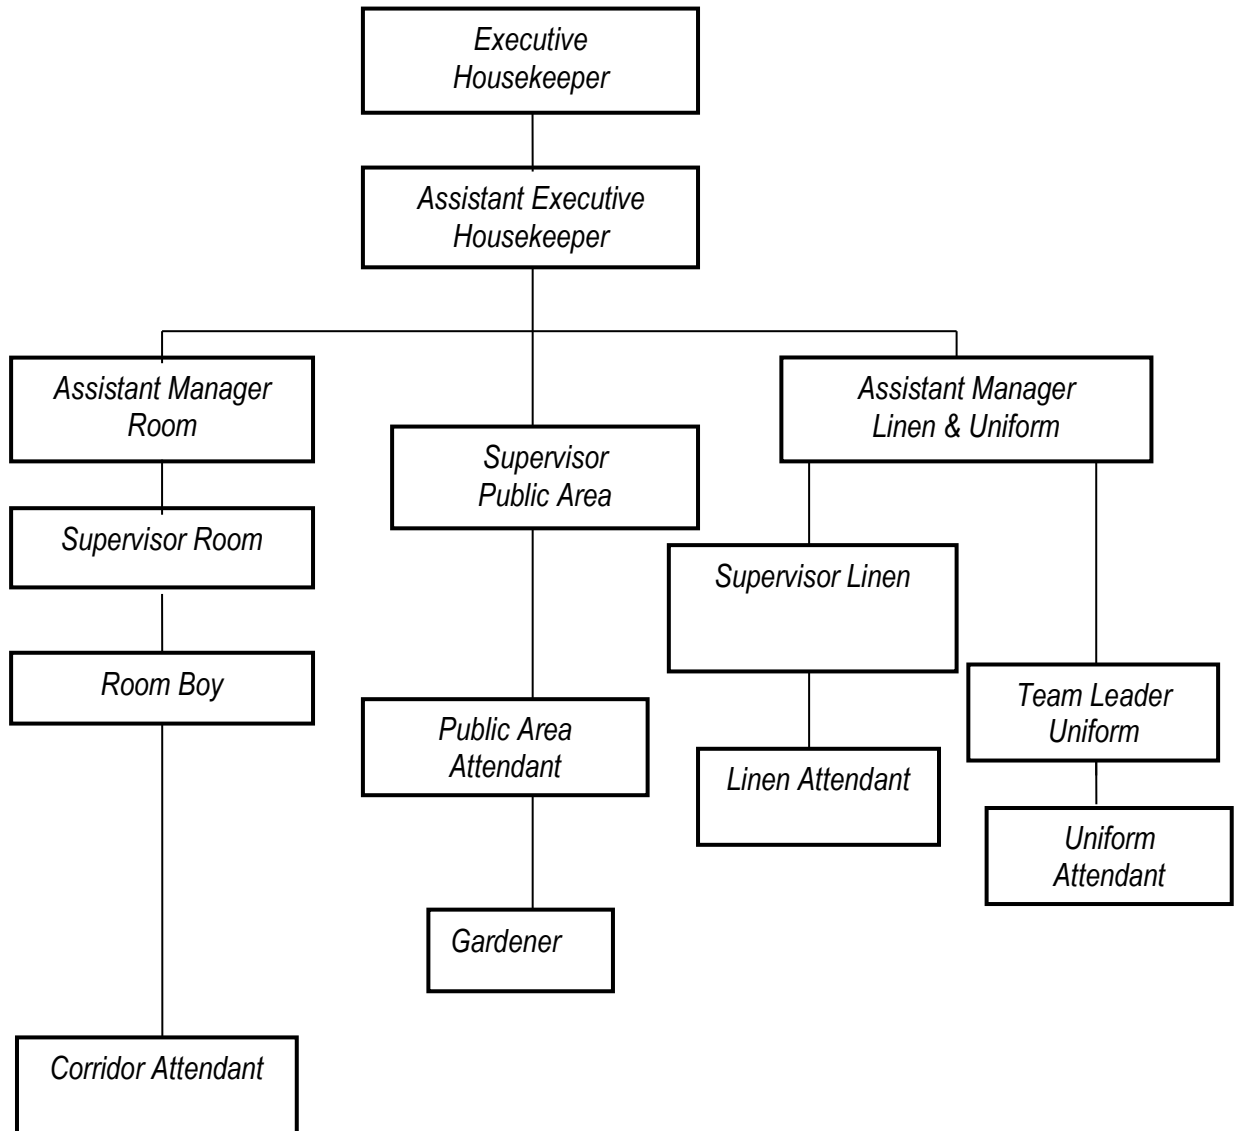 Executive
Housekeeper
Assistant Executive
Housekeeper
Assistant Manager
Room
Assistant Manager
Linen & Uniform
Supervisor
Public Area
Supervisor Room
Supervisor Linen
Room Boy
Team Leader
Uniform
Public Area
Attendant
Linen Attendant
Uniform
Attendant
Gardener
Corridor Attendant